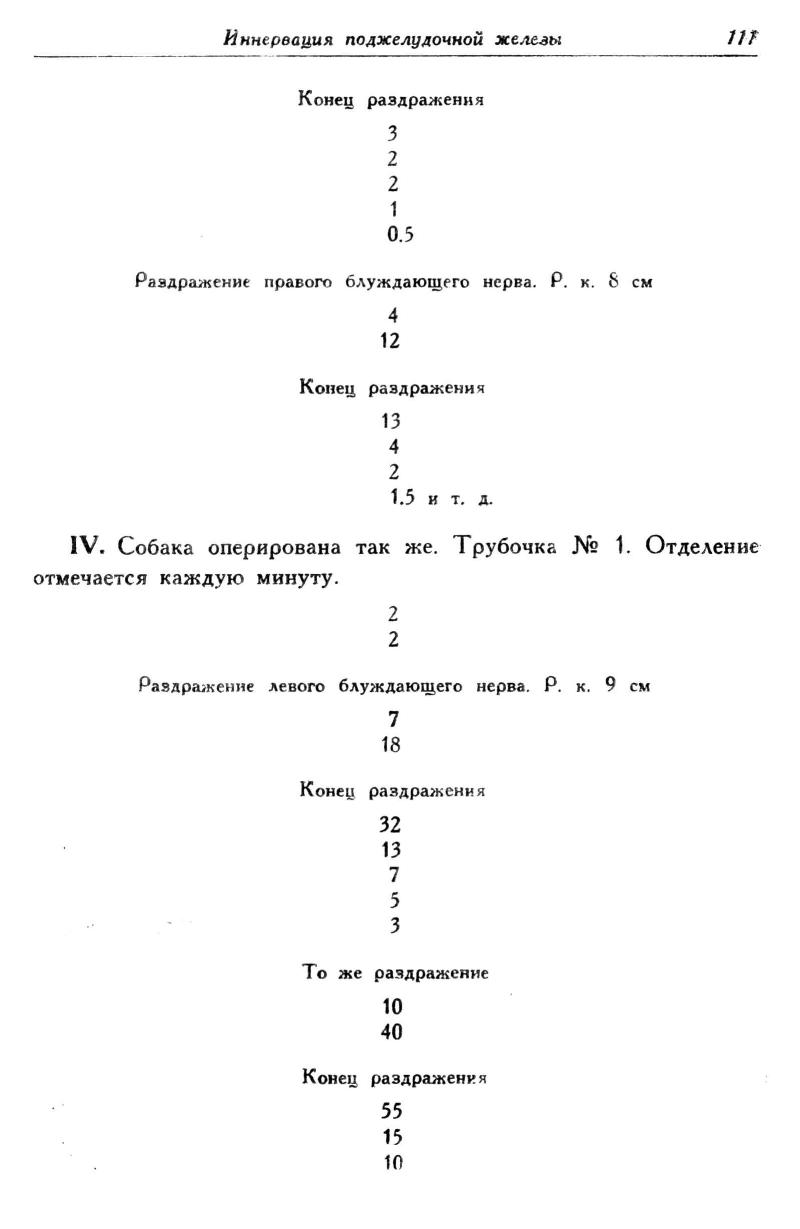 Иннервация поджелудочной железы 111
Конец раздражения
3
2
2
1
0.5
Раздражение правого блуждающего нерва. Р. к. 8 см
4
12
Конец раздражения
13
4
2
1.5 и т. д.
IV. Собака оперирована так же. Трубочка № 1. Отделение
отмечается каждую минуту.
2
2
Раздражение левого блуждающего нерва. Р. к. 9 см
7
18
Конец раздражения
32
13
7
5
3
То же раздражение
10
40
Конец раздражения
55
15
10